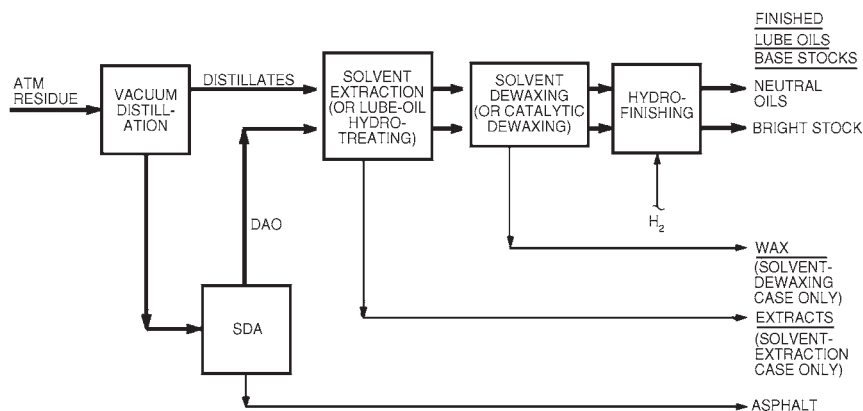 FINISHED
LUBE OILS
BASE STOCKS
ATM
RESIDUE
VACUUM
DISTILL-
ATION
DISTILLATES
SOLVENT
EXTRACTION
(OR LUBE-OIL
HYDRO-
TREATING)
SOLVENT
DEWAXING
(OR CATALYTIC
DEWAXING)
HYDRO-
FINISHING
NEUTRAL
OILS
BRIGHT STOCK
DAO
H2
WAX
(SOLVENT-
DEWAXING
CASE ONLY)
SDA
EXTRACTS
(SOLVENT-
EXTRACTION
CASE ONLY)
ASPHALT